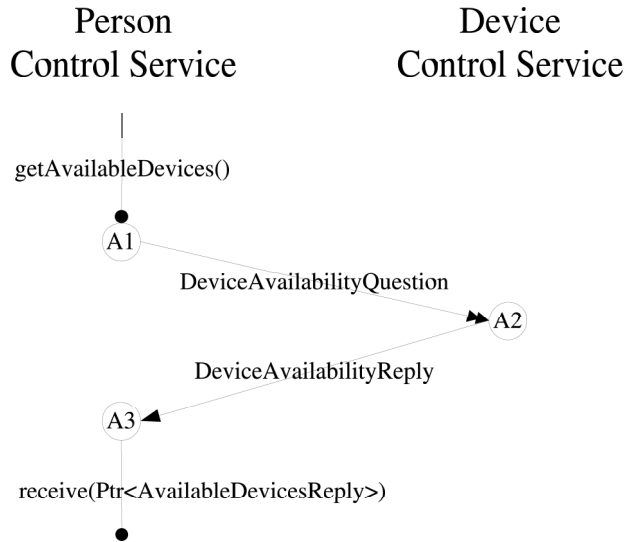 Person
Control Service
Device
Control Service
getAvailableDevices()
A1
DeviceAvailabilityQuestion
A2
DeviceAvailabilityReply
A3
receive(Ptr<AvailableDevicesReply>)